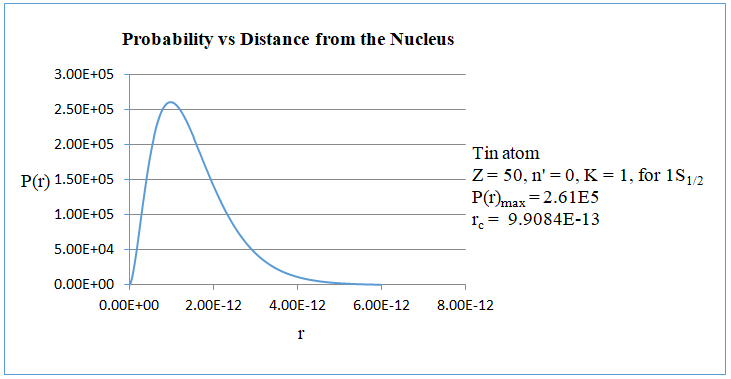 Probability vs Distance from the Nucleus
3.00E+05
2.50E+05
2.00E+05
P(r) 1.50E+05
1.00E+05
5.00E+04
0.00E+00
0.00E+00 2.00E-12 4.00E-12 6.00E-12 8.00E-12
r
Tin atom
Z = 50, n' = 0, K = 1, for 1S1/2
P(r)max = 2.61E5
rc = 9.9084E-13